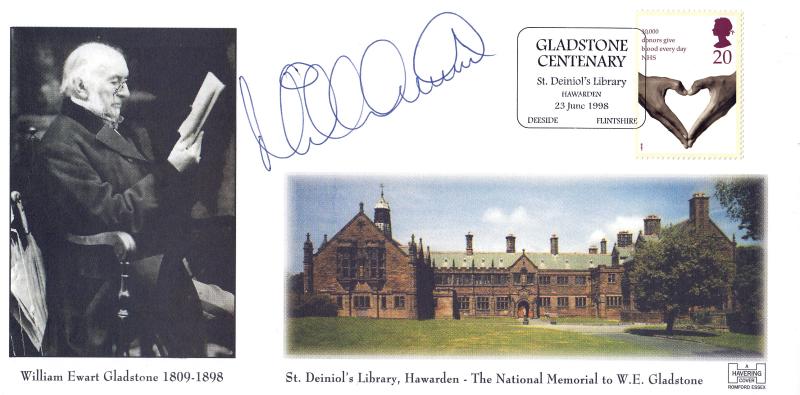 GLADSTONE
CENTENARY
St. Deiniol's Library
HAWARDEN
23 June 1998
DEESIDE FLINTSHIRE
donors give
blood every day
NHS
20
William Ewart Gladstone 1809-1898
St. Deiniol's Library, Hawarden - The National Memorial to W.E. Gladstone
A
HAVERING
COVER
ROMFORD ESSEX